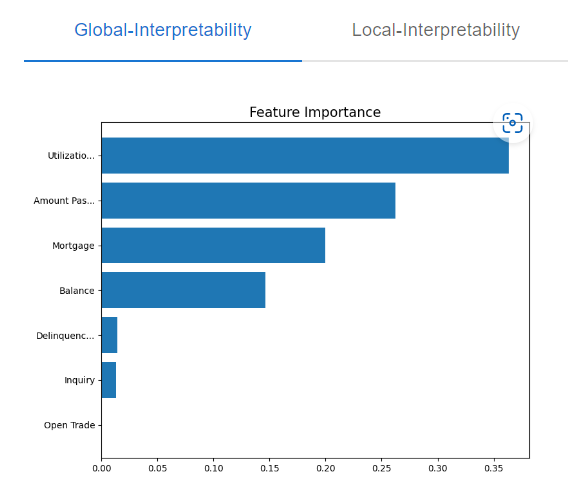 Global-Interpretability
Local-Interpretability
Feature Importance
Utilizatio...
Amount Pas...
Mortgage
Balance
Delinquenc...
Inquiry
Open Trade
0.00 0.05 0.10 0.15 0.20 0.25 0.30 0.35